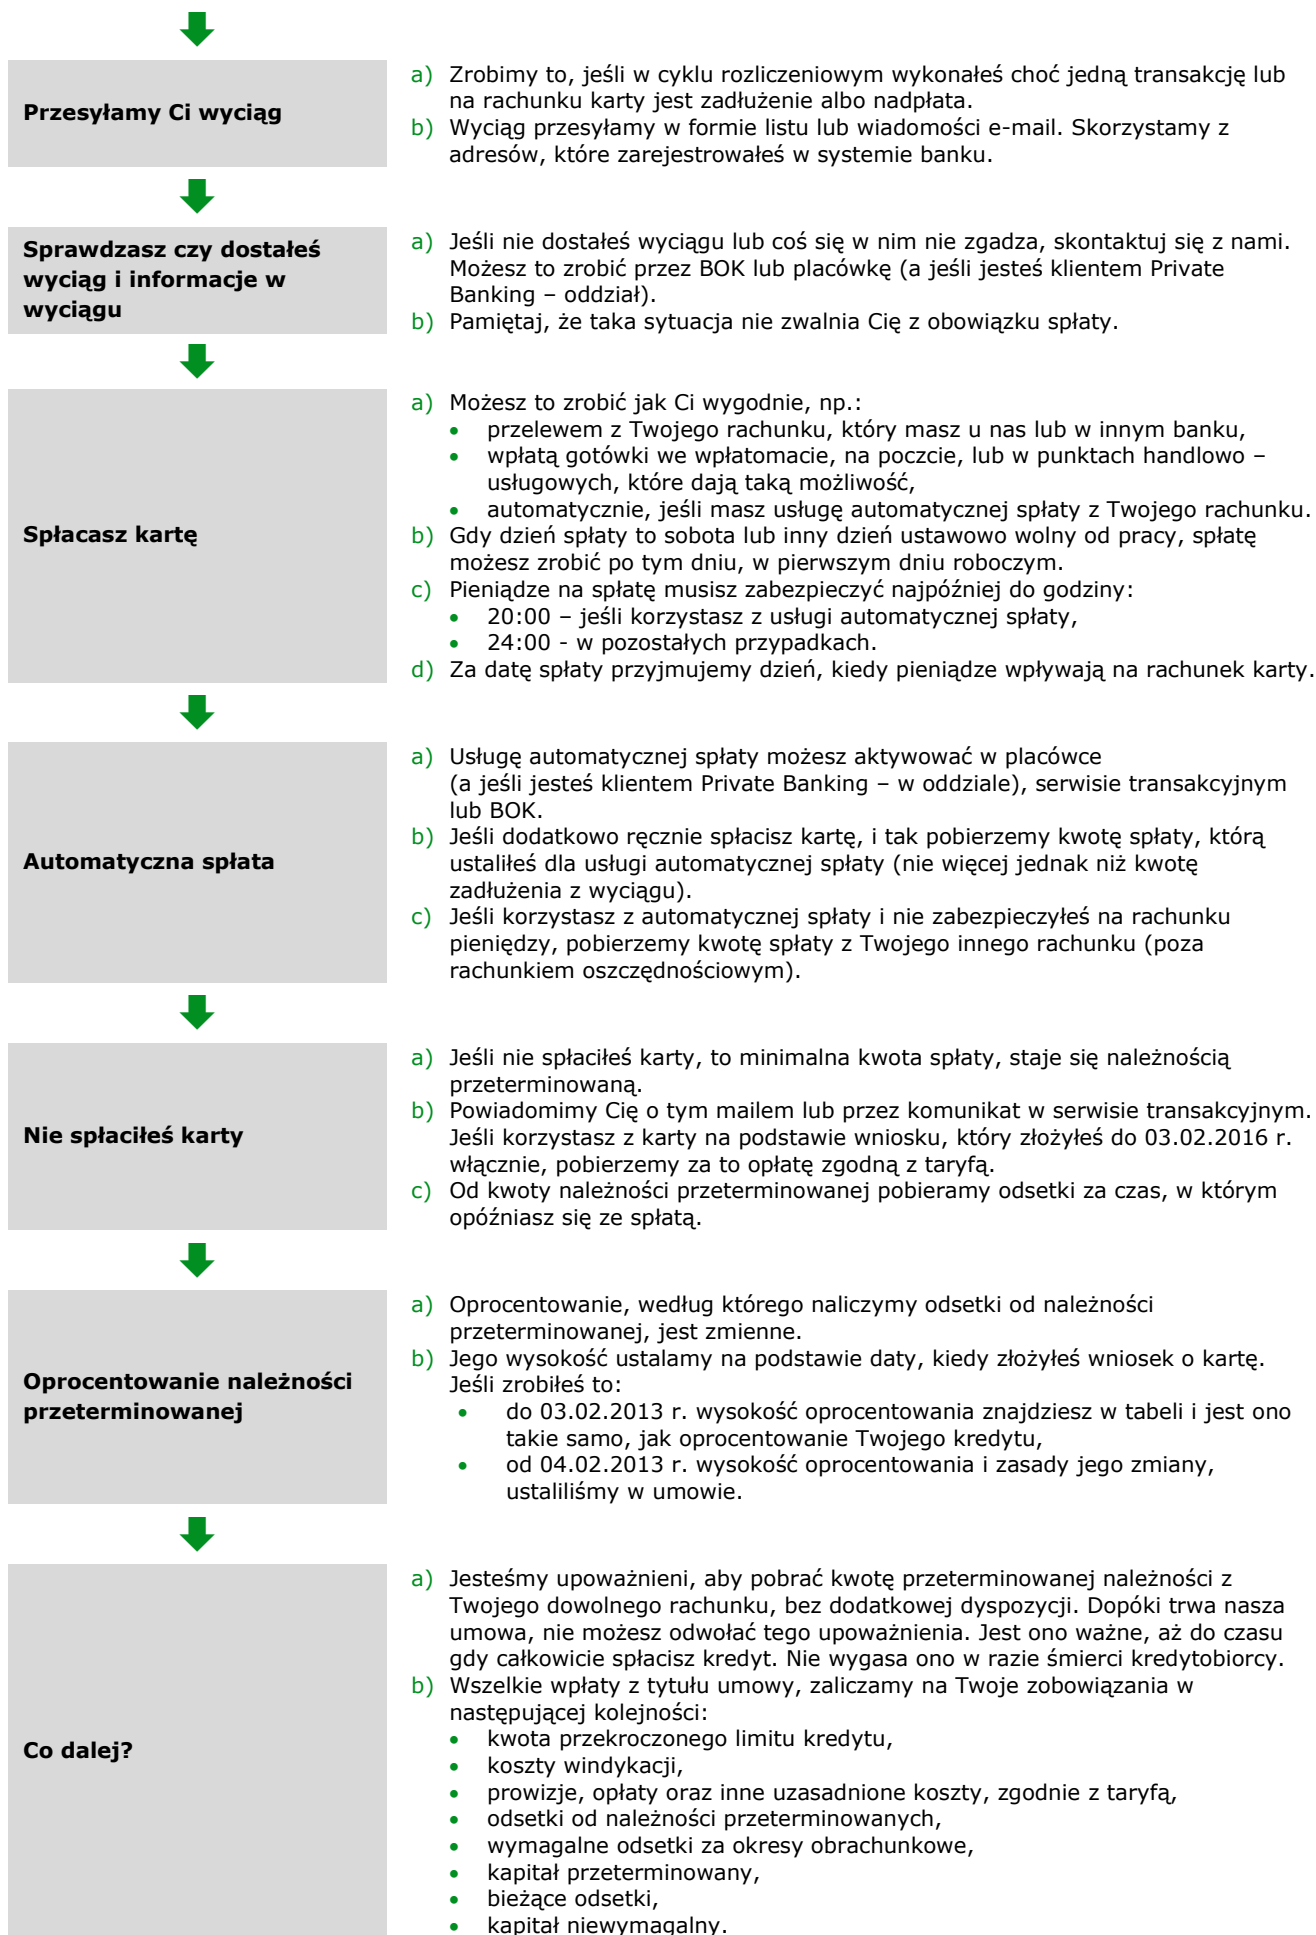 Przesyłamy Ci wyciąg
a) Zrobimy to, jeśli w cyklu rozliczeniowym wykonałeś choć jedną transakcję lub
na rachunku karty jest zadłużenie albo nadpłata.
b) Wyciąg przesyłamy w formie listu lub wiadomości e-mail. Skorzystamy z
adresów, które zarejestrowałeś w systemie banku.
Sprawdzasz czy dostałeś
wyciąg i informacje w
wyciągu
a) Jeśli nie dostałeś wyciągu lub coś się w nim nie zgadza, skontaktuj się z nami.
Możesz to zrobić przez BOK lub placówkę (a jeśli jesteś klientem Private
Banking – oddział).
b) Pamiętaj, że taka sytuacja nie zwalnia Cię z obowiązku spłaty.
Spłacasz kartę
a) Możesz to zrobić jak Ci wygodnie, np.:
• przelewem z Twojego rachunku, który masz u nas lub w innym banku,
• wpłatą gotówki we wpłatomacie, na poczcie, lub w punktach handlowo –
usługowych, które dają taką możliwość,
• automatycznie, jeśli masz usługę automatycznej spłaty z Twojego rachunku.
b) Gdy dzień spłaty to sobota lub inny dzień ustawowo wolny od pracy, spłatę
możesz zrobić po tym dniu, w pierwszym dniu roboczym.
c) Pieniądze na spłatę musisz zabezpieczyć najpóźniej do godziny:
• 20:00 – jeśli korzystasz z usługi automatycznej spłaty,
• 24:00 - w pozostałych przypadkach.
d) Za datę spłaty przyjmujemy dzień, kiedy pieniądze wpływają na rachunek karty.
Automatyczna spłata
a) Usługę automatycznej spłaty możesz aktywować w placówce
(a jeśli jesteś klientem Private Banking – w oddziale), serwisie transakcyjnym
lub BOK.
b) Jeśli dodatkowo ręcznie spłacisz kartę, i tak pobierzemy kwotę spłaty, którą
ustaliłeś dla usługi automatycznej spłaty (nie więcej jednak niż kwotę
zadłużenia z wyciągu).
c) Jeśli korzystasz z automatycznej spłaty i nie zabezpieczyłeś na rachunku
pieniędzy, pobierzemy kwotę spłaty z Twojego innego rachunku (poza
rachunkiem oszczędnościowym).
Nie spłaciłeś karty
a) Jeśli nie spłaciłeś karty, to minimalna kwota spłaty, staje się należnością
przeterminowaną.
b) Powiadomimy Cię o tym mailem lub przez komunikat w serwisie transakcyjnym.
Jeśli korzystasz z karty na podstawie wniosku, który złożyłeś do 03.02.2016 r.
włącznie, pobierzemy za to opłatę zgodną z taryfą.
c) Od kwoty należności przeterminowanej pobieramy odsetki za czas, w którym
opóźniasz się ze spłatą.
Oprocentowanie należności
przeterminowanej
a) Oprocentowanie, według którego naliczymy odsetki od należności
przeterminowanej, jest zmienne.
b) Jego wysokość ustalamy na podstawie daty, kiedy złożyłeś wniosek o kartę.
Jeśli zrobiłeś to:
• do 03.02.2013 r. wysokość oprocentowania znajdziesz w tabeli i jest ono
takie samo, jak oprocentowanie Twojego kredytu,
• od 04.02.2013 r. wysokość oprocentowania i zasady jego zmiany,
ustaliliśmy w umowie.
Co dalej?
a) Jesteśmy upoważnieni, aby pobrać kwotę przeterminowanej należności z
Twojego dowolnego rachunku, bez dodatkowej dyspozycji. Dopóki trwa nasza
umowa, nie możesz odwołać tego upoważnienia. Jest ono ważne, aż do czasu
gdy całkowicie spłacisz kredyt. Nie wygasa ono w razie śmierci kredytobiorcy.
b) Wszelkie wpłaty z tytułu umowy, zaliczamy na Twoje zobowiązania w
następującej kolejności:
• kwota przekroczonego limitu kredytu,
• koszty windykacji,
• prowizje, opłaty oraz inne uzasadnione koszty, zgodnie z taryfą,
• odsetki od należności przeterminowanych,
• wymagalne odsetki za okresy obrachunkowe,
• kapitał przeterminowany,
• bieżące odsetki,
• kapitał niewymagalny.